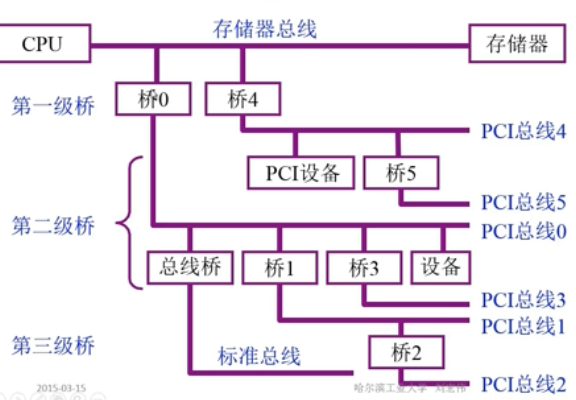 存储器总线
CPU
存储器
第一级桥
桥0
桥4
PCI总线4
PCI设备
桥5
PCI总线5
第二级桥
PCI总线0
总线桥
桥1
桥3
设备
PCI总线3
PCI总线1
第三级桥
标准总线
桥2
PCI总线2
2015-03-15
哈尔滨工业大学 刘宏伟